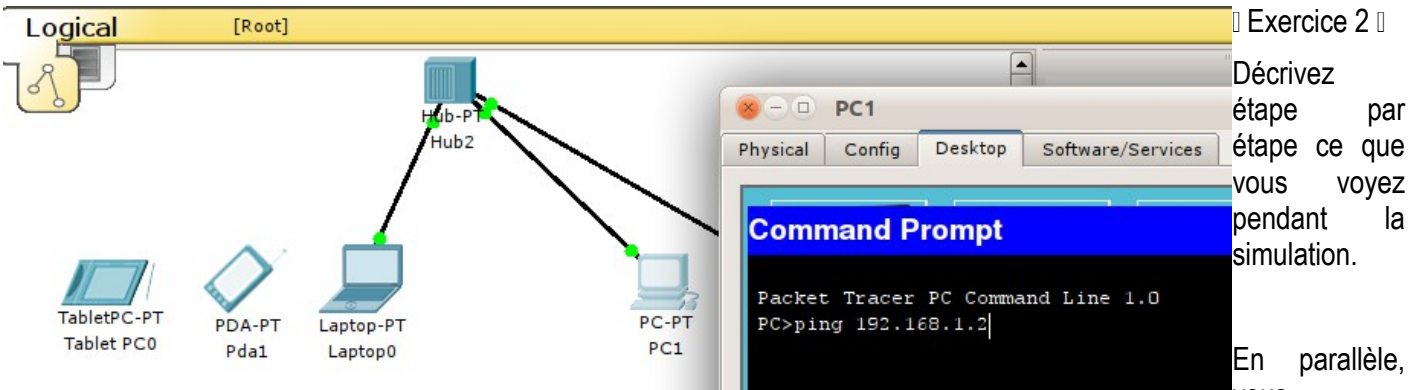 Logical
[Root]
Hub-PT
Hub2
TabletPC-PT
Tablet PC0
PDA-PT
Pda1
Laptop-PT
Laptop0
PC-PT
PC1
PC1
Physical
Config
Desktop
Software/Services
Command Prompt
Packet Tracer PC Command Line 1.0
PC>ping 192.168.1.2
Exercice 2
Décrivez
étape par
étape ce que
vous voyez
pendant la
simulation.
En parallèle,